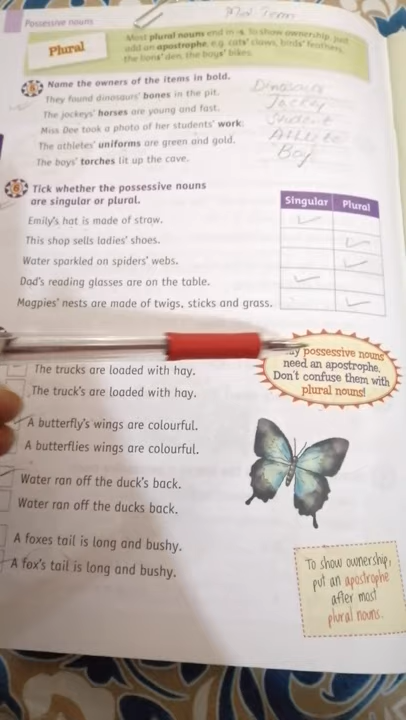 Possessive nouns
Mid-Term
Plural
Most plural nouns end in -s. To show ownership, just
add an apostrophe, e.g. cats' claws, birds' feathers,
the lions' den, the boys' bikes.
Name the owners of the items in bold.
They found dinosaurs' bones in the pit.
Dinosaurs
The jockeys' horses are young and fast.
Jockey
Miss Dee took a photo of her students' work.
Student
The athletes' uniforms are green and gold.
Athlete
The boys' torches lit up the cave.
Boy
6 Tick whether the possessive nouns
are singular or plural.
Singular Plural
Emily's hat is made of straw.
This shop sells ladies' shoes.
Water sparkled on spiders' webs.
Dad's reading glasses are on the table.
Magpies' nests are made of twigs, sticks and grass.
possessive nouns
need an apostrophe.
Don't confuse them with
plural nouns!
The trucks are loaded with hay.
The truck's are loaded with hay.
A butterfly's wings are colourful.
A butterflies wings are colourful.
Water ran off the duck's back.
Water ran off the ducks back.
A foxes tail is long and bushy.
A fox's tail is long and bushy.
To show ownership,
put an apostrophe
after most
plural nouns.